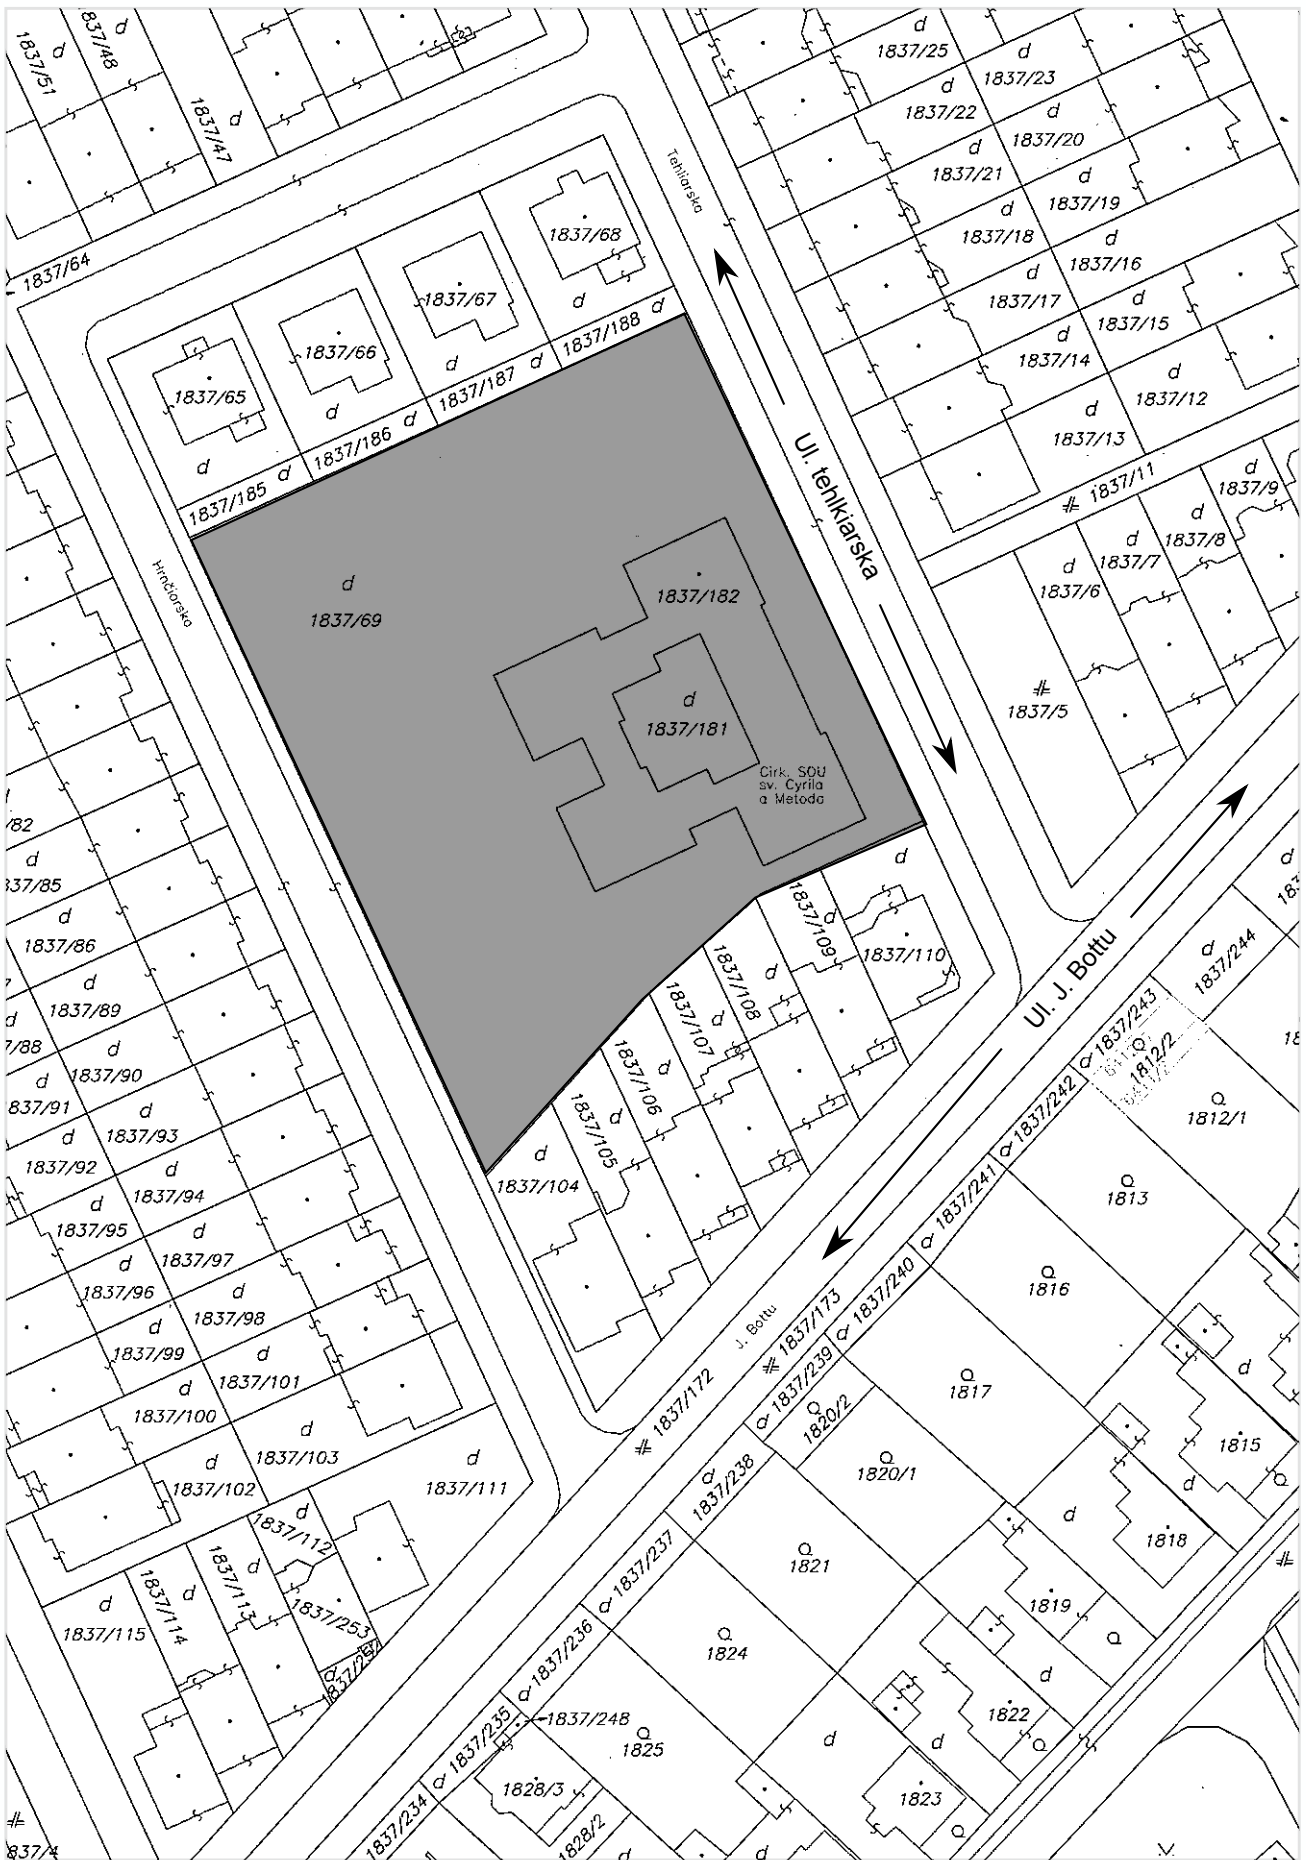 1837/51
d
1837/48
d
1837/47
d
1837/25
d
1837/23
d
1837/22
d
1837/20
d
1837/21
d
1837/19
d
1837/18
d
1837/16
d
1837/17
d
1837/15
d
1837/14
d
1837/12
d
1837/13
d
1837/11
1837/64
Tehliarska
1837/68
d
1837/67
d
1837/66
d
1837/65
d
1837/188 d
1837/187 d
1837/186 d
1837/185 d
Ul. tehlkiarska
Hrnčiarska
d
1837/69
1837/182
d
1837/181
Cirk. SOU
sv. Cyrila
a Metoda
d
1837/9
d
1837/8
d
1837/7
d
1837/6
1837/5
/82
d
837/85
d
1837/86
d
1837/89
d
7/88
d
1837/90
d
837/91
d
1837/93
d
1837/92
d
1837/94
d
1837/95
d
1837/97
d
1837/96
d
1837/98
d
1837/99
d
1837/101
d
1837/100
d
1837/103
d
1837/102
d
1837/111
d
1837/112
d
1837/113
d
1837/114
d
1837/115
1837/253
d
1837/4
d
1837/110
d
1837/109
d
1837/108
d
1837/107
d
1837/106
d
1837/105
d
1837/104
Ul. J. Bottu
J. Bottu
1837/172
1837/173
d
1837/244
1837/243
1812/2
1837/242
1812/1
1837/241
1813
1837/240
1816
1837/239
1820/2
1817
1837/238
1820/1
1815
d
1837/237
1821
d
1818
1837/236
1819
1824
d
1837/235
1837/248
1825
1822
d
1837/234
1828/3
1828/2
1823
d
d